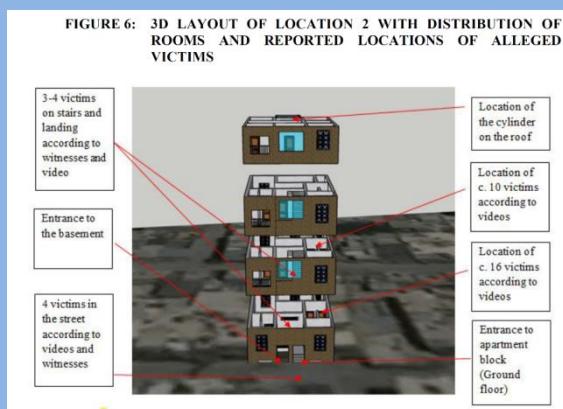 FIGURE 6: 3D LAYOUT OF LOCATION 2 WITH DISTRIBUTION OF
ROOMS AND REPORTED LOCATIONS OF ALLEGED
VICTIMS
3-4 victims
on stairs and
landing
according to
witnesses and
video
Entrance to
the basement
4 victims in
the street
according to
videos and
witnesses
Location of
the cylinder
on the roof
Location of
c. 10 victims
according to
videos
Location of
c. 16 victims
according to
videos
Entrance to
apartment
block
(Ground
floor)